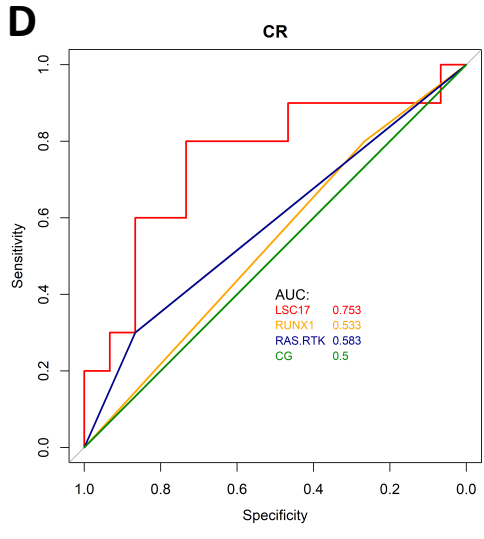 D
CR
1.0
0.8
0.6
0.4
0.2
0.0
Sensitivity
AUC:
LSC17 0.753
RUNX1 0.533
RAS.RTK 0.583
CG 0.5
1.0 0.8 0.6 0.4 0.2 0.0
Specificity